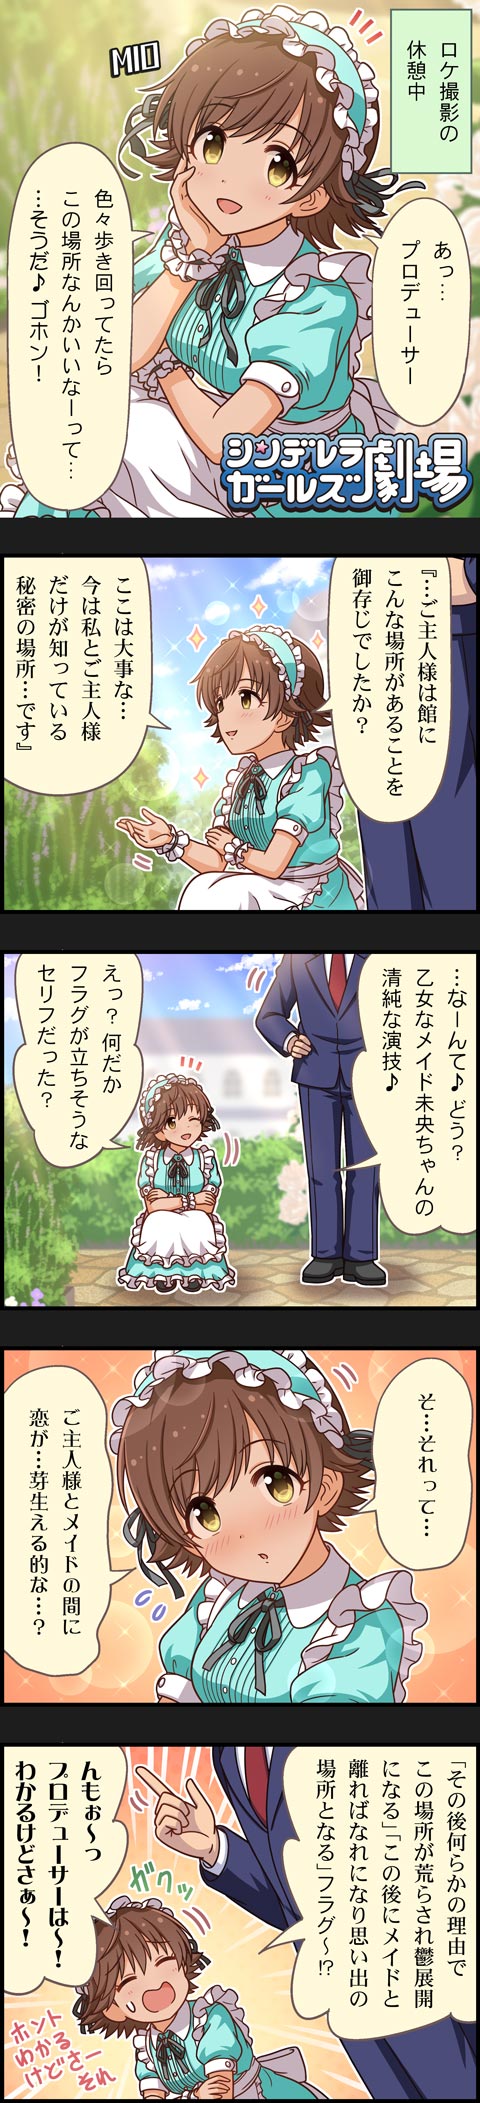 ロケ撮影の
休憩中
MIO
あっ…
プロデューサー
色々歩き回ってたら
この場所なんかいいなーって…
…そうだ♪ ゴホン！
シンデレラ
ガールズ劇場
『…ご主人様は館に
こんな場所があることを
御存じでしたか？
ここは大事な…
今は私とご主人様
だけが知っている
秘密の場所…です』
…なーんて♪ どう？
乙女なメイド未央ちゃんの
清純な演技♪
えっ？ 何だか
フラグが立ちそうな
セリフだった？
そ…それって…
ご主人様とメイドの間に
恋が…芽生える的な…？
「その後何らかの理由で
この場所が荒らされ鬱展開
になる」「この後にメイドと
離ればなれになり思い出の
場所となる」フラグ～!?
んもぉ～っ
プロデューサーは～！
わかるけどさぁ～！
ガクッ
ホント
わかる
けどさー
それ